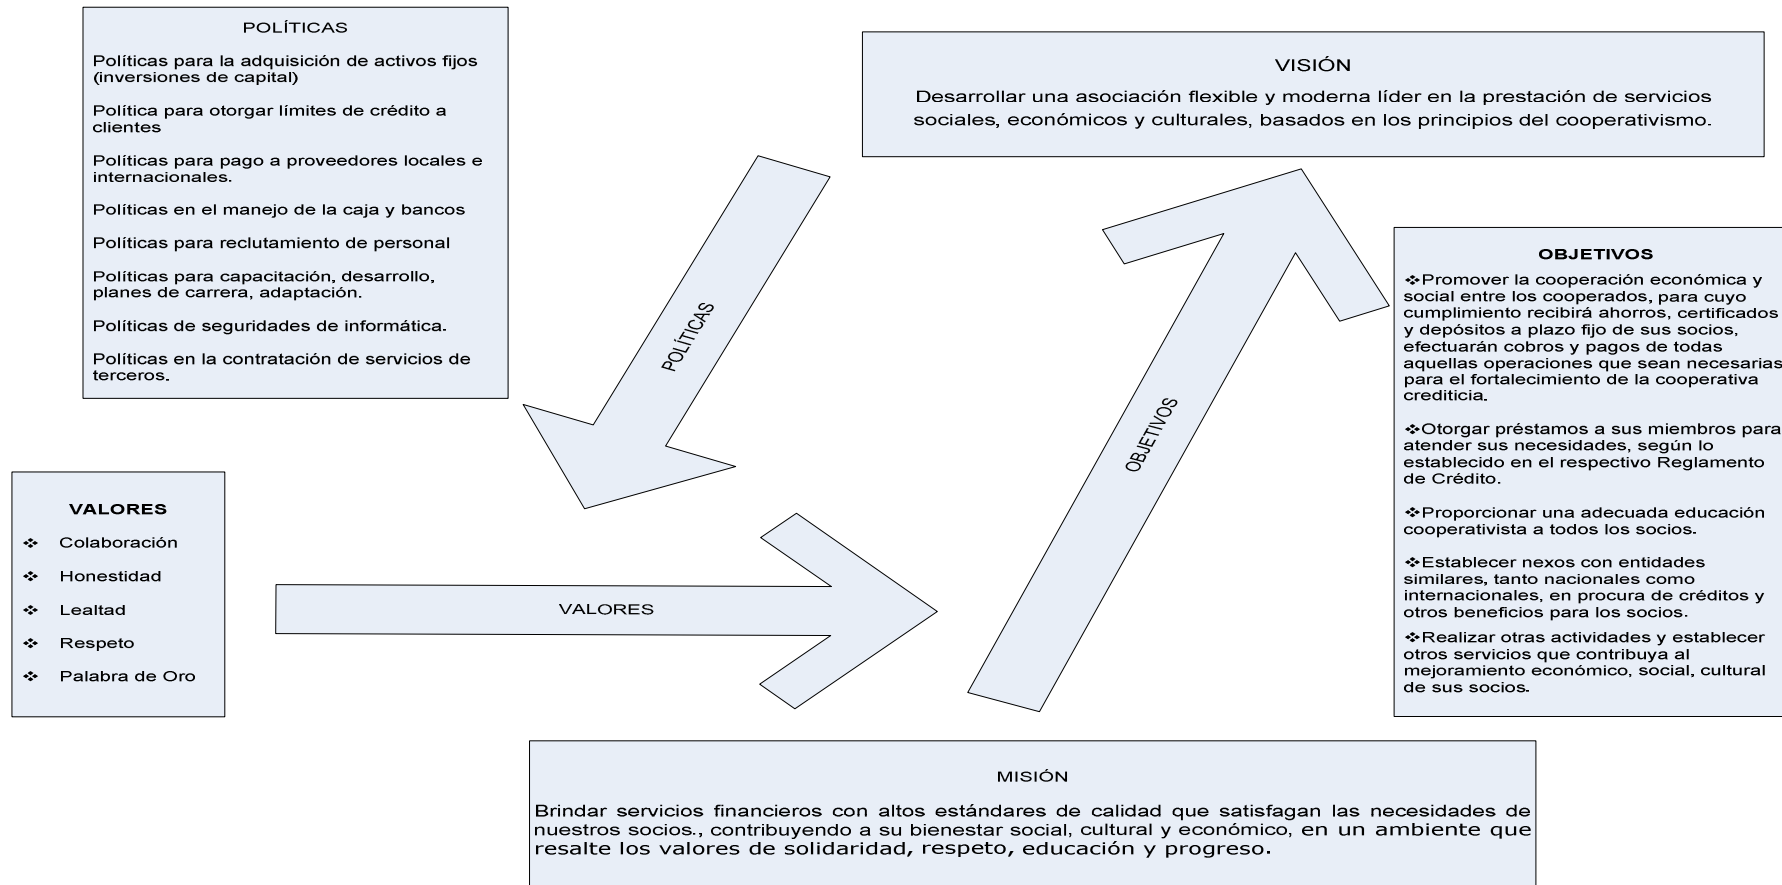 POLÍTICAS
Políticas para la adquisición de activos fijos
(inversiones de capital)
Política para otorgar límites de crédito a
clientes
Políticas para pago a proveedores locales e
internacionales.
Políticas en el manejo de la caja y bancos
Políticas para reclutamiento de personal
Políticas para capacitación, desarrollo,
planes de carrera, adaptación.
Políticas de seguridades de informática.
Políticas en la contratación de servicios de
terceros.
VISIÓN
Desarrollar una asociación flexible y moderna líder en la prestación de servicios
sociales, económicos y culturales, basados en los principios del cooperativismo.
POLÍTICAS
OBJETIVOS
OBJETIVOS
❖Promover la cooperación económica y
social entre los cooperados, para cuyo
cumplimiento recibirá ahorros, certificados
y depósitos a plazo fijo de sus socios,
efectuarán cobros y pagos de todas
aquellas operaciones que sean necesarias
para el fortalecimiento de la cooperativa
crediticia.
❖Otorgar préstamos a sus miembros para
atender sus necesidades, según lo
establecido en el respectivo Reglamento
de Crédito.
❖Proporcionar una adecuada educación
cooperativista a todos los socios.
❖Establecer nexos con entidades
similares, tanto nacionales como
internacionales, en procura de créditos y
otros beneficios para los socios.
❖Realizar otras actividades y establecer
otros servicios que contribuya al
mejoramiento económico, social, cultural
de sus socios.
VALORES
❖ Colaboración
❖ Honestidad
❖ Lealtad
❖ Respeto
❖ Palabra de Oro
VALORES
MISIÓN
Brindar servicios financieros con altos estándares de calidad que satisfagan las necesidades de
nuestros socios., contribuyendo a su bienestar social, cultural y económico, en un ambiente que
resalte los valores de solidaridad, respeto, educación y progreso.